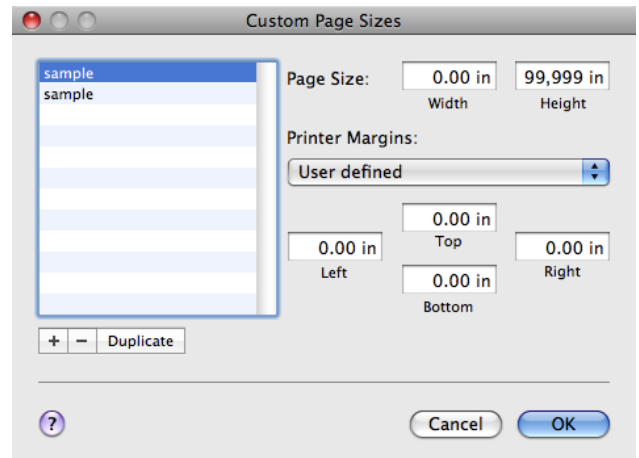 Custom Page Sizes
sample
sample
Page Size:
0.00 in
99,999 in
Width
Height
Printer Margins:
User defined
0.00 in
Top
0.00 in
Left
0.00 in
Right
0.00 in
Bottom
+
−
Duplicate
?
Cancel
OK